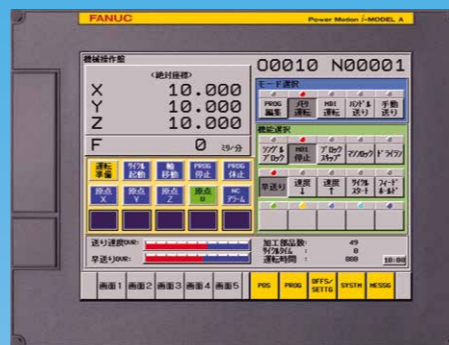 FANUC
Power Motion i-MODEL A
機械操作盤
O0010 N00001
(絶対座標)
X 10.000
Y 10.000
Z 10.000
F 0 ミリ/分
モード選択
PROG 編集
メモリ 運転
MDI 運転
ハンドル 送り
手動 送り
機能選択
シングル ブロック
MDI 停止
ブロック スキップ
マシンロック
ドライラン
早送り
速度 ↓
速度 ↑
サイクル スタート
フィード ホールド
運転 準備
サイクル 起動
軸 移動
PROG 停止
PROG 休止
原点 X
原点 Y
原点 Z
NC アラーム
送り速度OVR:
早送りOVR:
加工部品数: 49
サイクルタイム : 0
運転時間 :
10:00
画面1 画面2 画面3 画面4 画面5
POS PROG OFFS/SETTG SYSTM MESSG